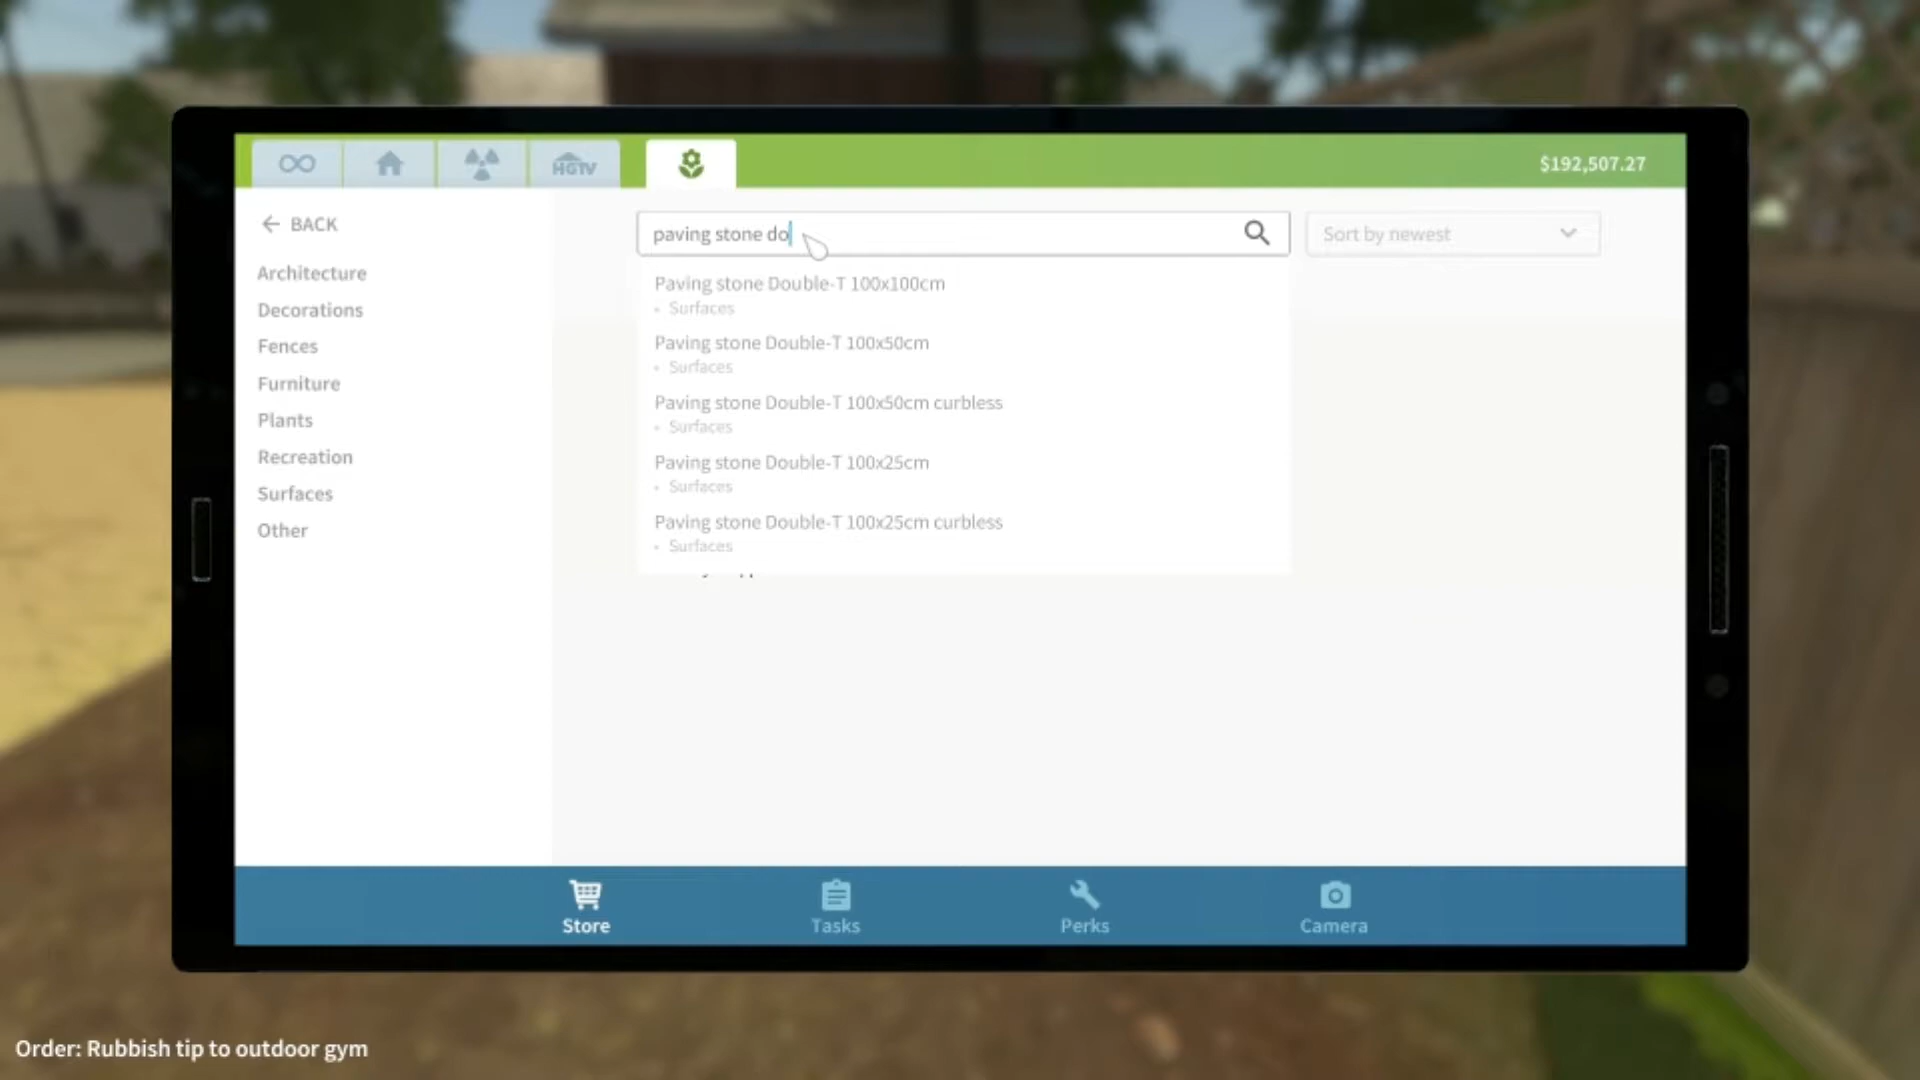 HGTV
$192,507.27
BACK
Architecture
Decorations
Fences
Furniture
Plants
Recreation
Surfaces
Other
paving stone do
Sort by newest
Paving stone Double-T 100x100cm
• Surfaces
Paving stone Double-T 100x50cm
• Surfaces
Paving stone Double-T 100x50cm curbless
• Surfaces
Paving stone Double-T 100x25cm
• Surfaces
Paving stone Double-T 100x25cm curbless
• Surfaces
Store
Tasks
Perks
Camera
Order: Rubbish tip to outdoor gym